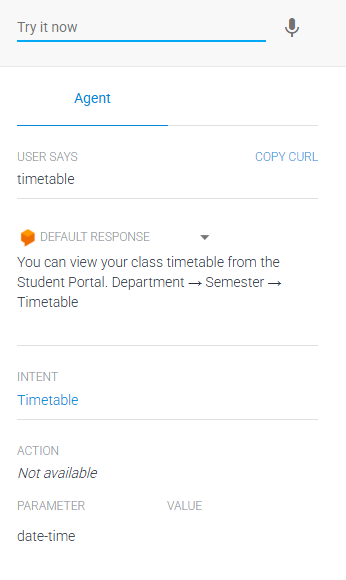 Try it now
Agent
USER SAYS COPY CURL
timetable
DEFAULT RESPONSE
You can view your class timetable from the
Student Portal. Department → Semester →
Timetable
INTENT
Timetable
ACTION
Not available
PARAMETER VALUE
date-time